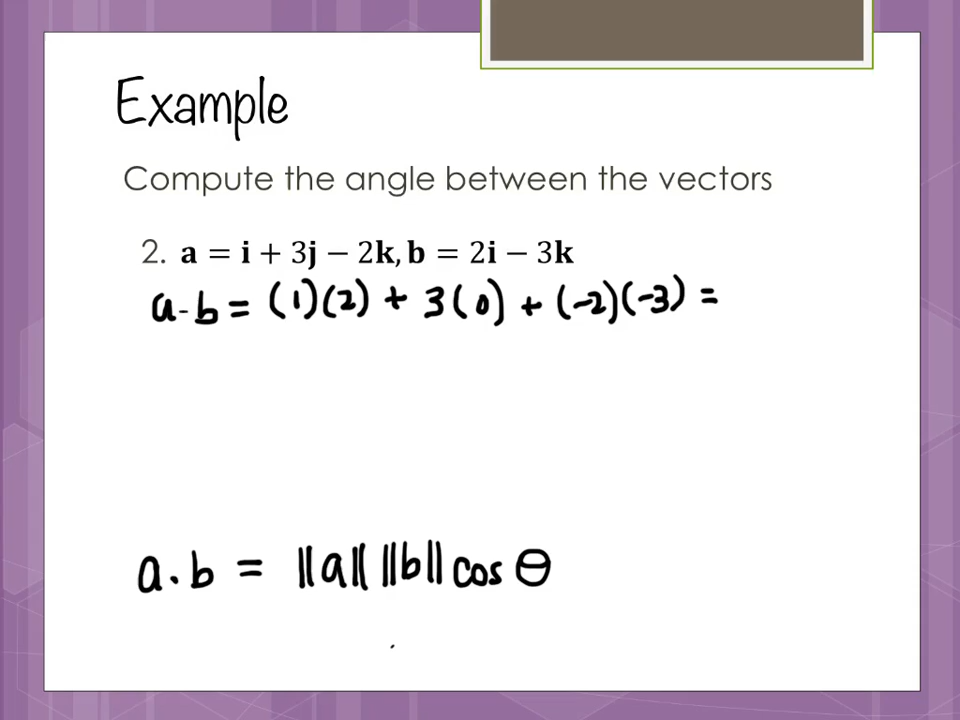 Example
Compute the angle between the vectors
2. a = i + 3j − 2k, b = 2i − 3k
a·b = (1)(2) + 3(0) + (-2)(-3) =
a·b = ||a|| ||b|| cos θ